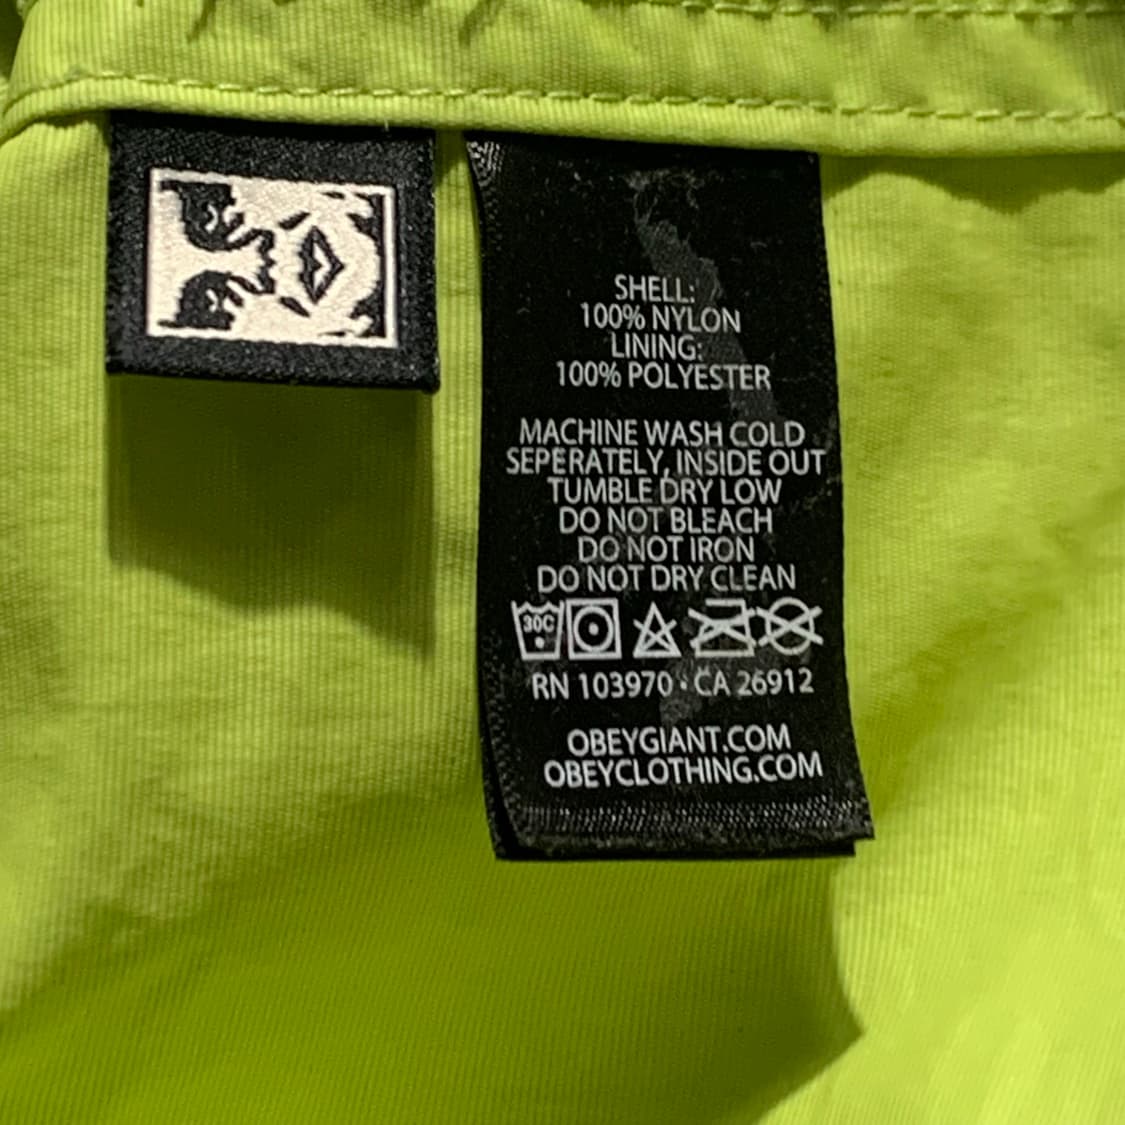 SHELL:
100% NYLON
LINING:
100% POLYESTER
MACHINE WASH COLD
SEPERATELY, INSIDE OUT
TUMBLE DRY LOW
DO NOT BLEACH
DO NOT IRON
DO NOT DRY CLEAN
30C
RN 103970 • CA 26912
OBEYGIANT.COM
OBEYCLOTHING.COM